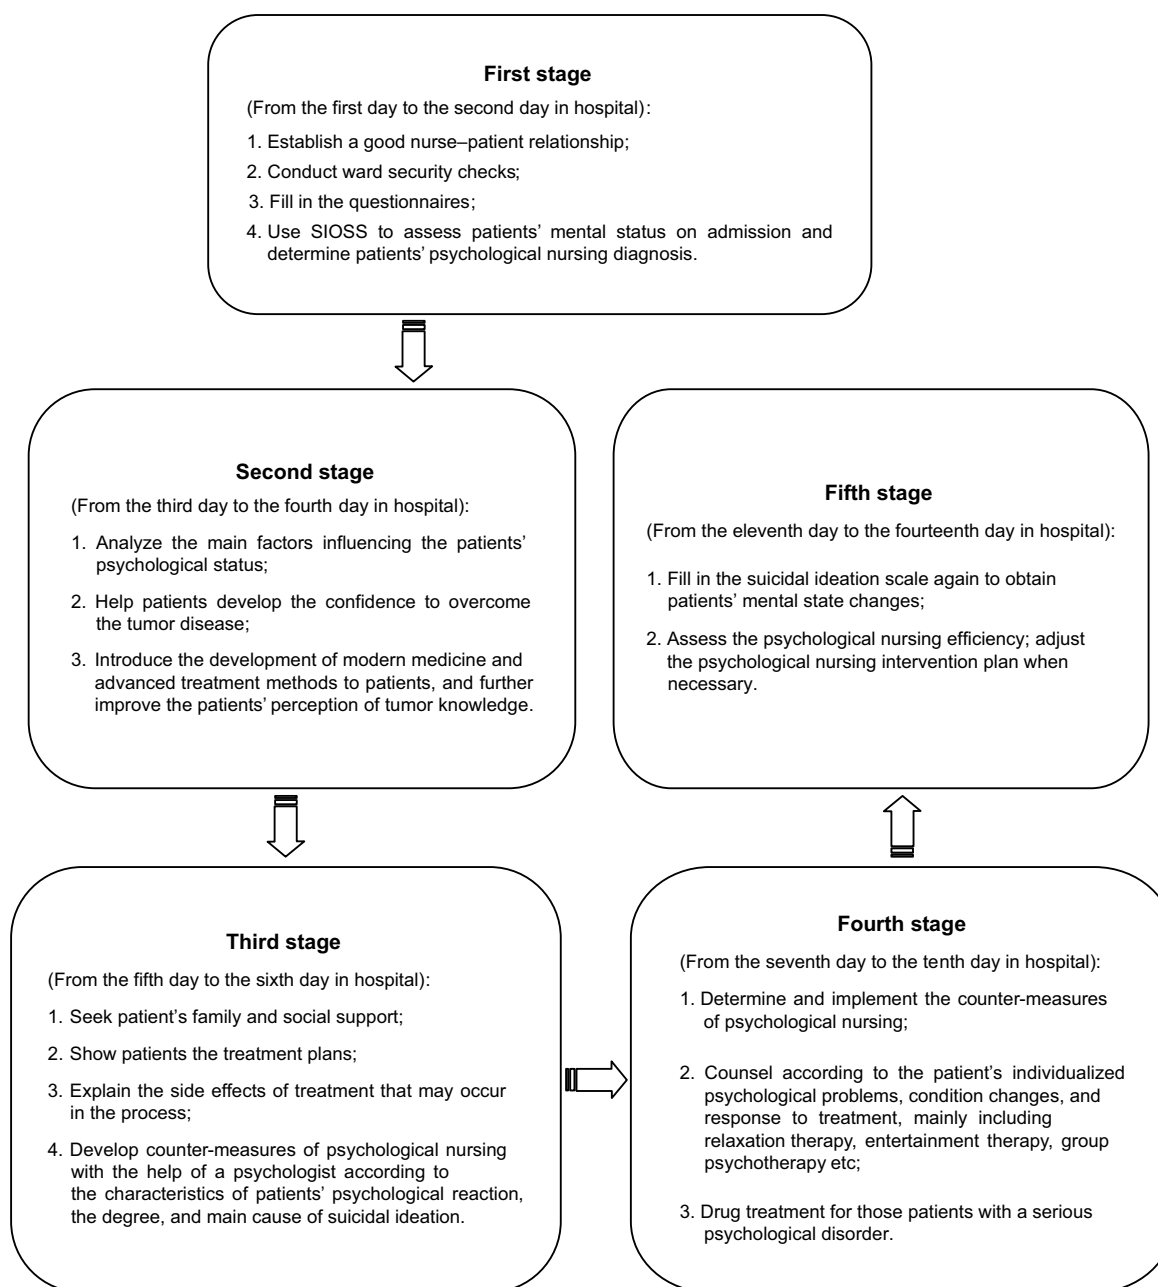 First stage
(From the first day to the second day in hospital):
1. Establish a good nurse–patient relationship;
2. Conduct ward security checks;
3. Fill in the questionnaires;
4. Use SIOSS to assess patients’ mental status on admission and
determine patients’ psychological nursing diagnosis.
Second stage
(From the third day to the fourth day in hospital):
1. Analyze the main factors influencing the patients’
psychological status;
2. Help patients develop the confidence to overcome
the tumor disease;
3. Introduce the development of modern medicine and
advanced treatment methods to patients, and further
improve the patients’ perception of tumor knowledge.
Third stage
(From the fifth day to the sixth day in hospital):
1. Seek patient’s family and social support;
2. Show patients the treatment plans;
3. Explain the side effects of treatment that may occur
in the process;
4. Develop counter-measures of psychological nursing
with the help of a psychologist according to
the characteristics of patients’ psychological reaction,
the degree, and main cause of suicidal ideation.
Fourth stage
(From the seventh day to the tenth day in hospital):
1. Determine and implement the counter-measures
of psychological nursing;
2. Counsel according to the patient’s individualized
psychological problems, condition changes, and
response to treatment, mainly including
relaxation therapy, entertainment therapy, group
psychotherapy etc;
3. Drug treatment for those patients with a serious
psychological disorder.
Fifth stage
(From the eleventh day to the fourteenth day in hospital):
1. Fill in the suicidal ideation scale again to obtain
patients’ mental state changes;
2. Assess the psychological nursing efficiency; adjust
the psychological nursing intervention plan when
necessary.